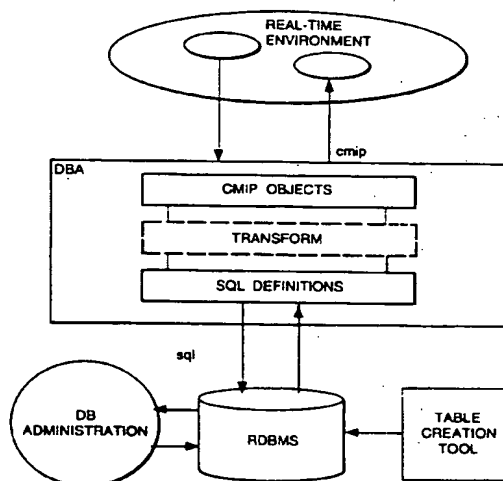 REAL-TIME
ENVIRONMENT
cmip
DBA
CMIP OBJECTS
TRANSFORM
SQL DEFINITIONS
sql
DB
ADMINISTRATION
RDBMS
TABLE
CREATION
TOOL